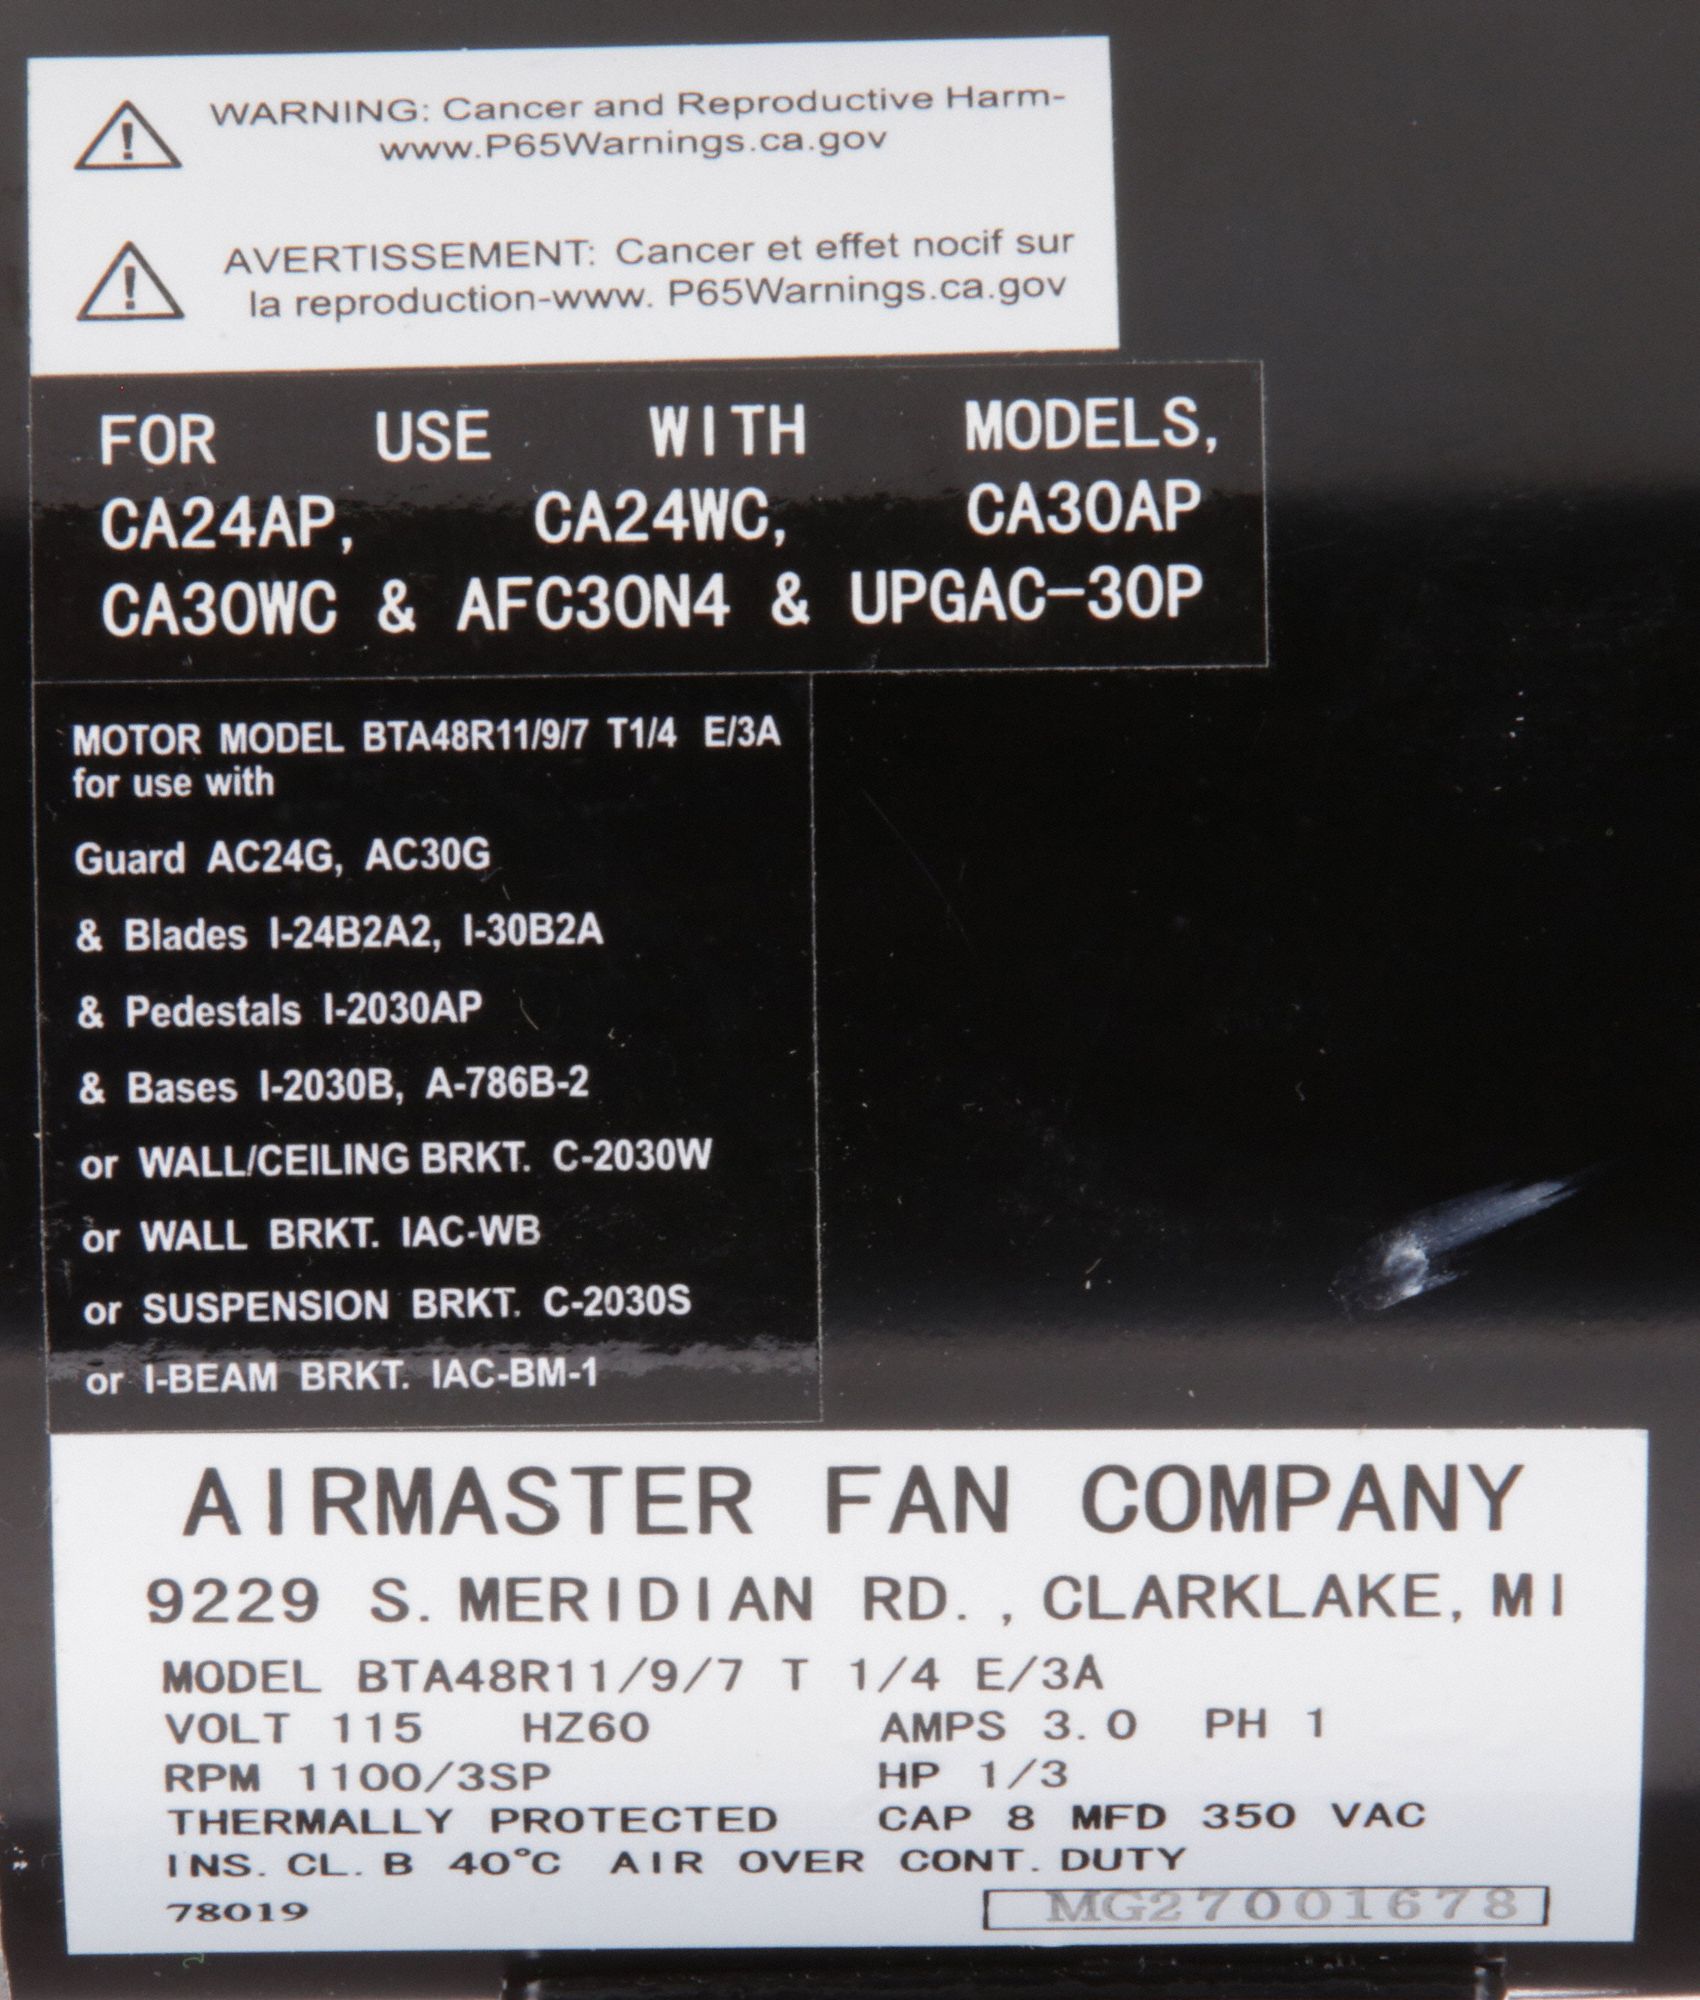 WARNING: Cancer and Reproductive Harm-
www.P65Warnings.ca.gov
AVERTISSEMENT: Cancer et effet nocif sur
la reproduction-www. P65Warnings.ca.gov
FOR USE WITH MODELS,
CA24AP, CA24WC, CA30AP
CA30WC & AFC30N4 & UPGAC-30P
MOTOR MODEL BTA48R11/9/7 T1/4 E/3A
for use with
Guard AC24G, AC30G
& Blades I-24B2A2, I-30B2A
& Pedestals I-2030AP
& Bases I-2030B, A-786B-2
or WALL/CEILING BRKT. C-2030W
or WALL BRKT. IAC-WB
or SUSPENSION BRKT. C-2030S
or I-BEAM BRKT. IAC-BM-1
AIRMASTER FAN COMPANY
9229 S. MERIDIAN RD., CLARKLAKE, MI
MODEL BTA48R11/9/7 T 1/4 E/3A
VOLT 115 HZ60 AMPS 3.0 PH 1
RPM 1100/3SP HP 1/3
THERMALLY PROTECTED CAP 8 MFD 350 VAC
INS. CL. B 40°C AIR OVER CONT. DUTY
78019 MG27001678